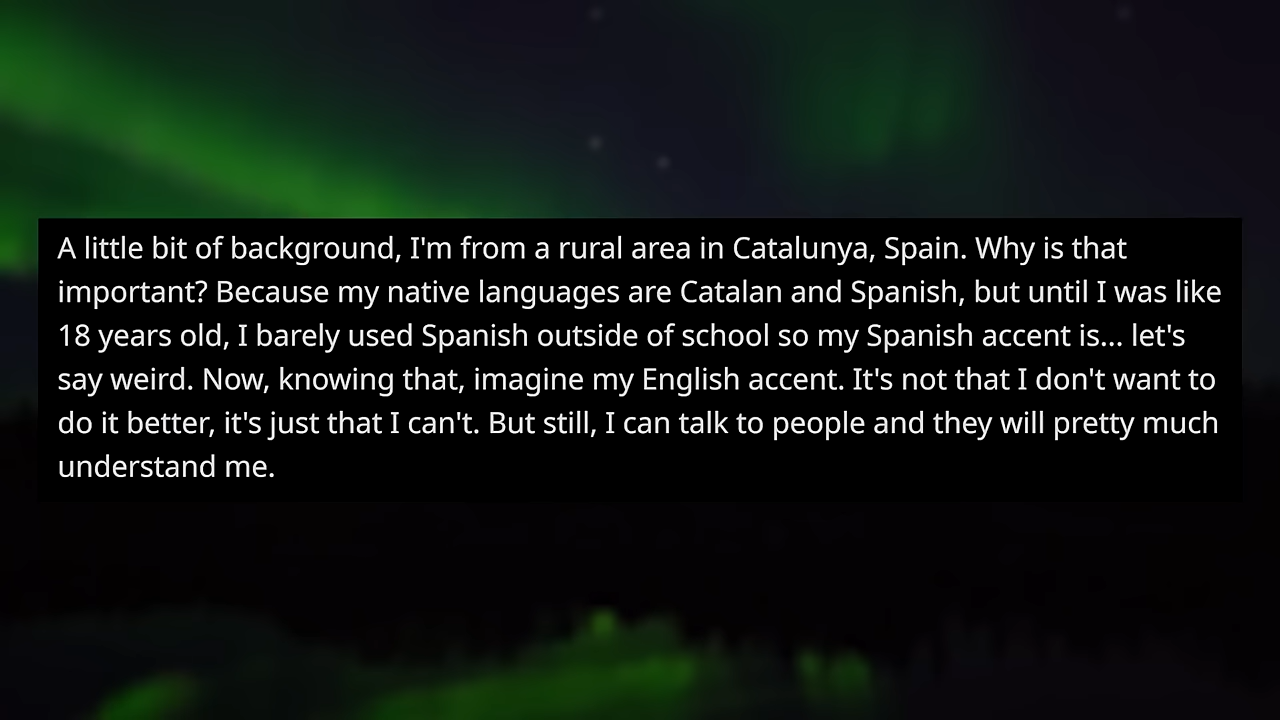 A little bit of background, I'm from a rural area in Catalunya, Spain. Why is that
important? Because my native languages are Catalan and Spanish, but until I was like
18 years old, I barely used Spanish outside of school so my Spanish accent is... let's
say weird. Now, knowing that, imagine my English accent. It's not that I don't want to
do it better, it's just that I can't. But still, I can talk to people and they will pretty much
understand me.